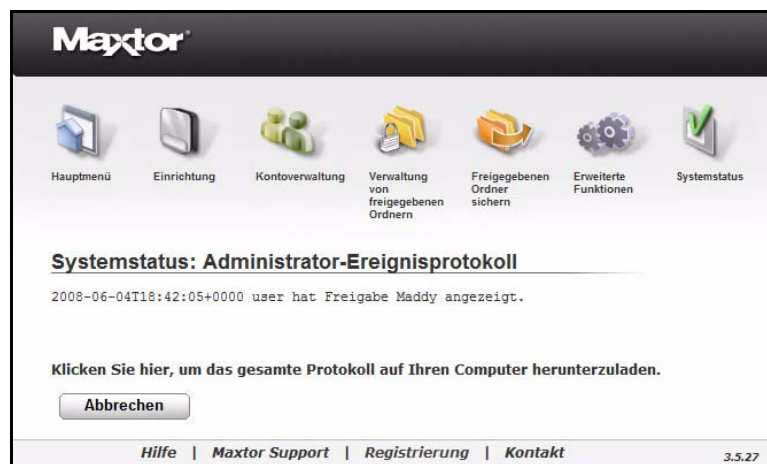 Maxtor
Hauptmenü
Einrichtung
Kontoverwaltung
Verwaltung
von
freigegebenen
Ordnern
Freigegebenen
Ordner
sichern
Erweiterte
Funktionen
Systemstatus
Systemstatus: Administrator-Ereignisprotokoll
2008-06-04T18:42:05+0000 user hat Freigabe Maddy angezeigt.
Klicken Sie hier, um das gesamte Protokoll auf Ihren Computer herunterzuladen.
Abbrechen
Hilfe | Maxtor Support | Registrierung | Kontakt
3.5.27